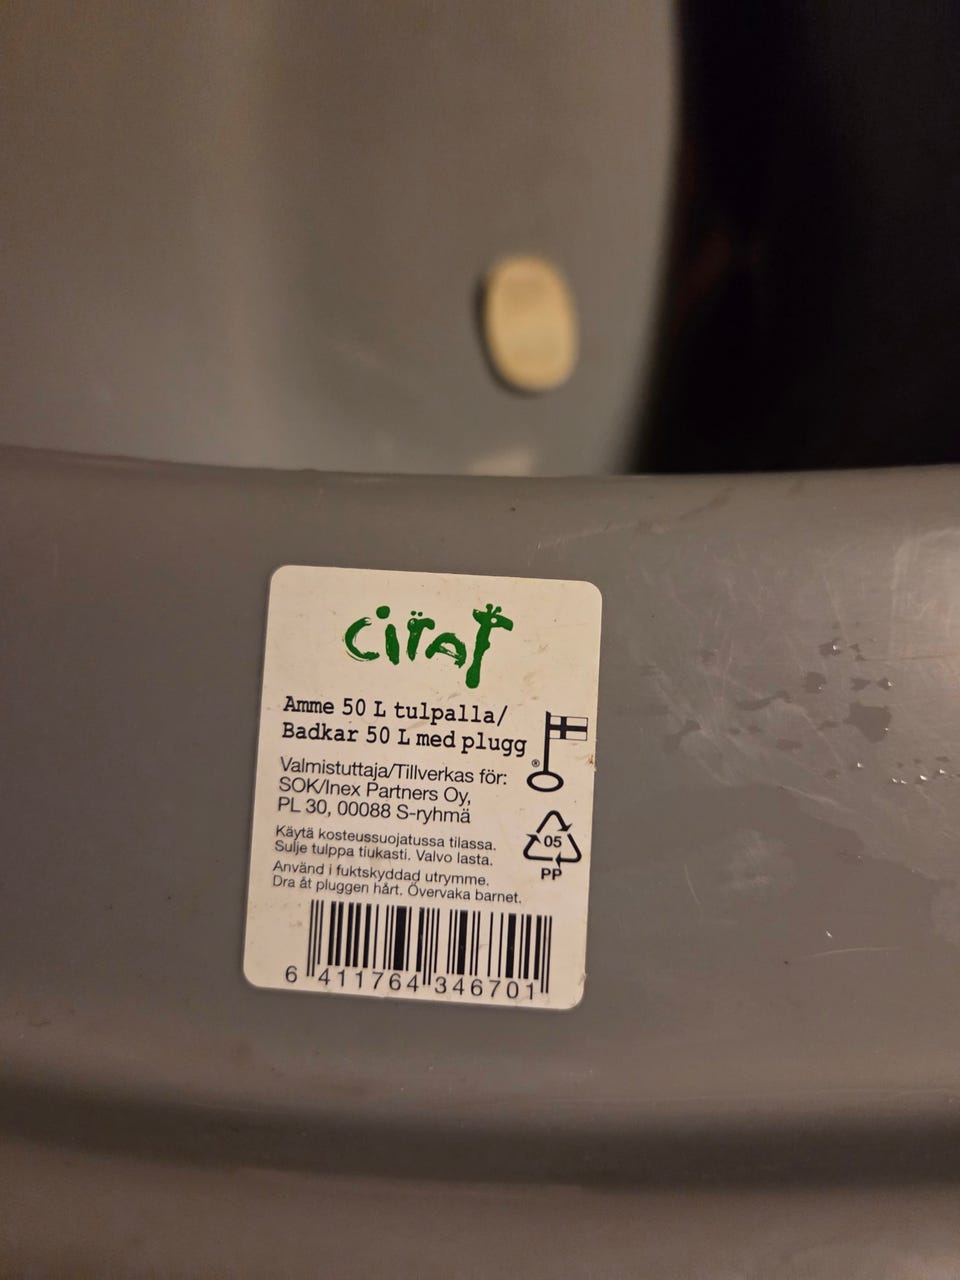 Ciraf
Amme 50 L tulpalla/
Badkar 50 L med plugg
Valmistuttaja/Tillverkas för:
SOK/Inex Partners Oy,
PL 30, 00088 S-ryhmä
®
Käytä kosteussuojatussa tilassa.
Sulje tulppa tiukasti. Valvo lasta.
Använd i fuktskyddad utrymme.
Dra åt pluggen hårt. Övervaka barnet.
05
PP
6 411764 346701